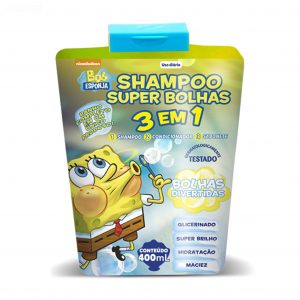 nickelodeon
Uso diário
Bob
ESPONJA
SHAMPOO
SUPER BOLHAS
3 EM 1
1 SHAMPOO 2 CONDICIONADOR 3 SABONETE
DERMATOLOGICAMENTE
TESTADO
BOLHAS
DIVERTIDAS
GLICERINADO
SUPER BRILHO
HIDRATAÇÃO
MACIEZ
CONTEÚDO
400mL